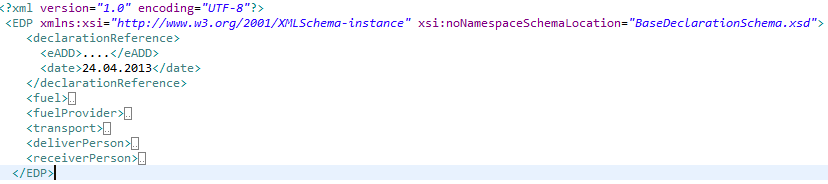 <?xml version="1.0" encoding="UTF-8"?>
<EDP xmlns:xsi="http://www.w3.org/2001/XMLSchema-instance" xsi:noNamespaceSchemaLocation="BaseDeclarationSchema.xsd">
<declarationReference>
<eADD>....</eADD>
<date>24.04.2013</date>
</declarationReference>
<fuel>
<fuelProvider>
<transport>
<deliverPerson>
<receiverPerson>
</EDP>